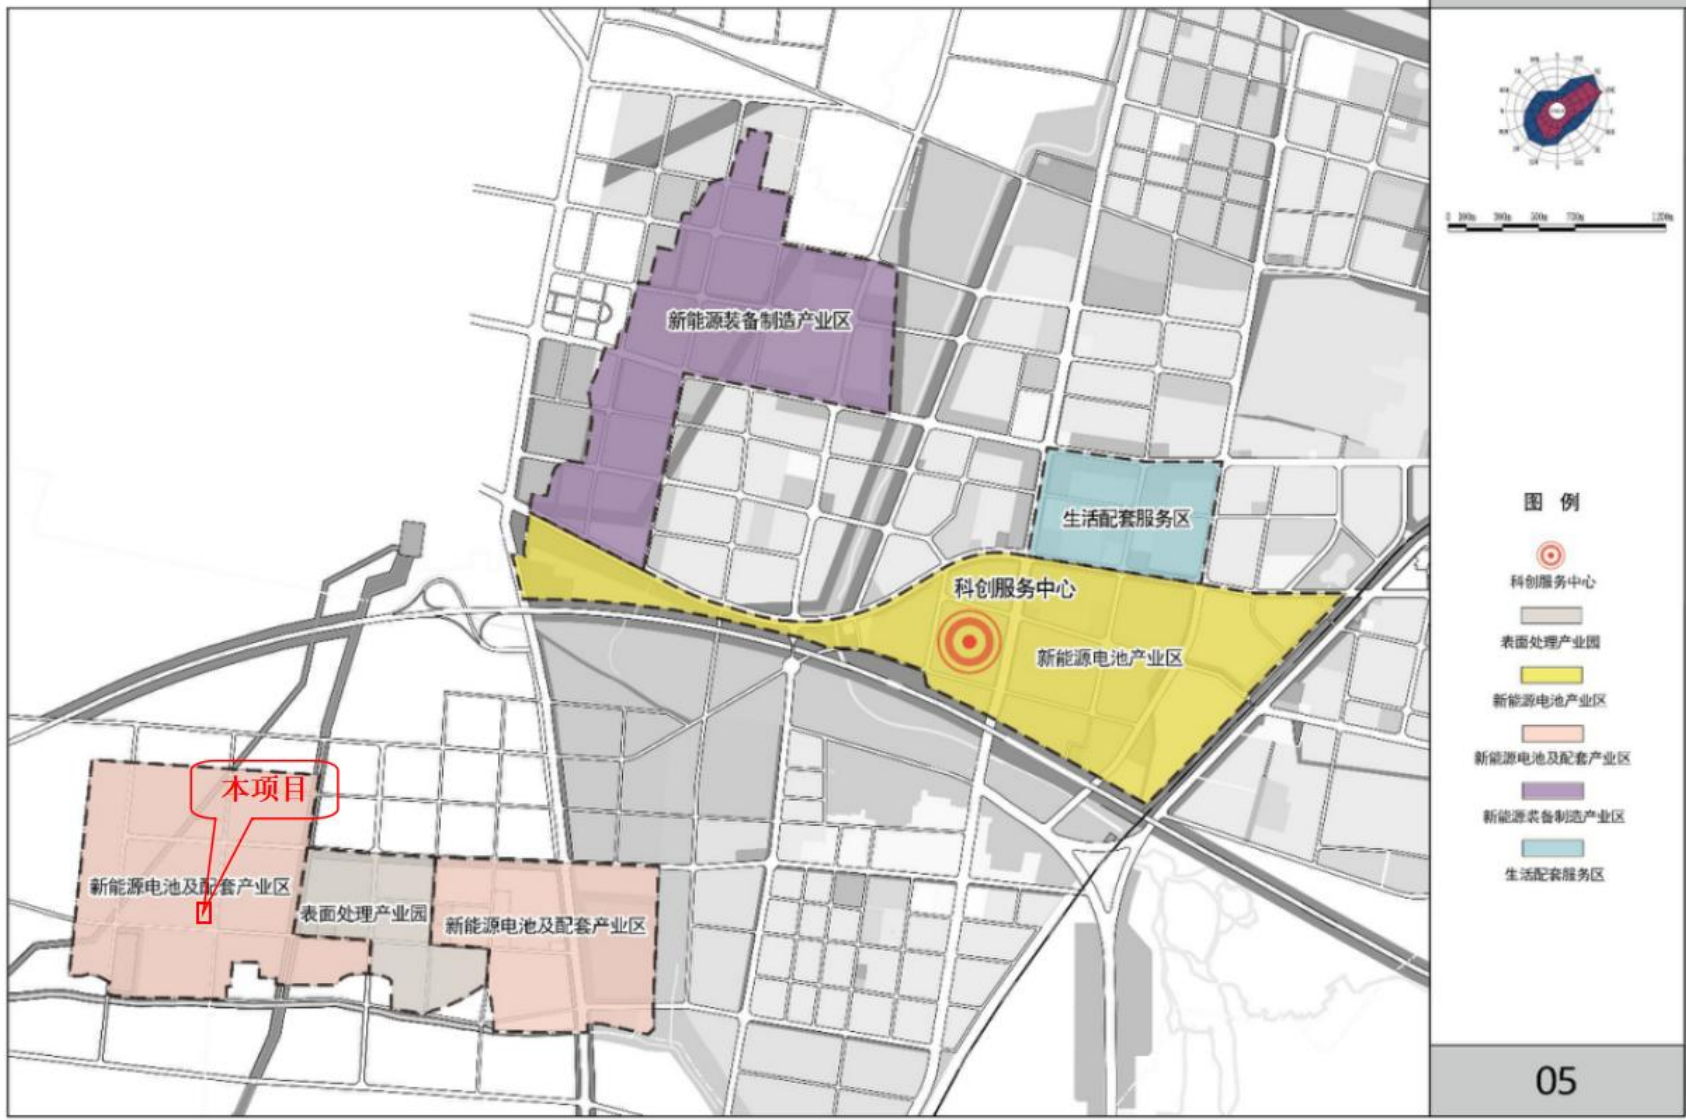 新能源装备制造产业区
生活配套服务区
科创服务中心
新能源电池产业区
本项目
新能源电池及配套产业区
表面处理产业园
新能源电池及配套产业区
0 100m 300m 500m 700m 1200m
图 例
科创服务中心
表面处理产业园
新能源电池产业区
新能源电池及配套产业区
新能源装备制造产业区
生活配套服务区
05